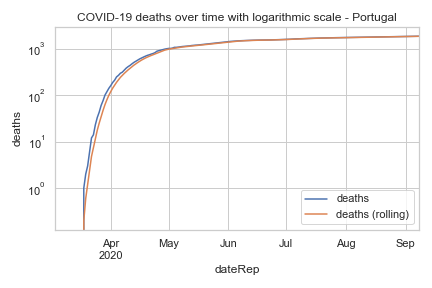 COVID-19 deaths over time with logarithmic scale - Portugal
10³
10²
10¹
10⁰
deaths
deaths
deaths (rolling)
Apr May Jun Jul Aug Sep
2020
dateRep